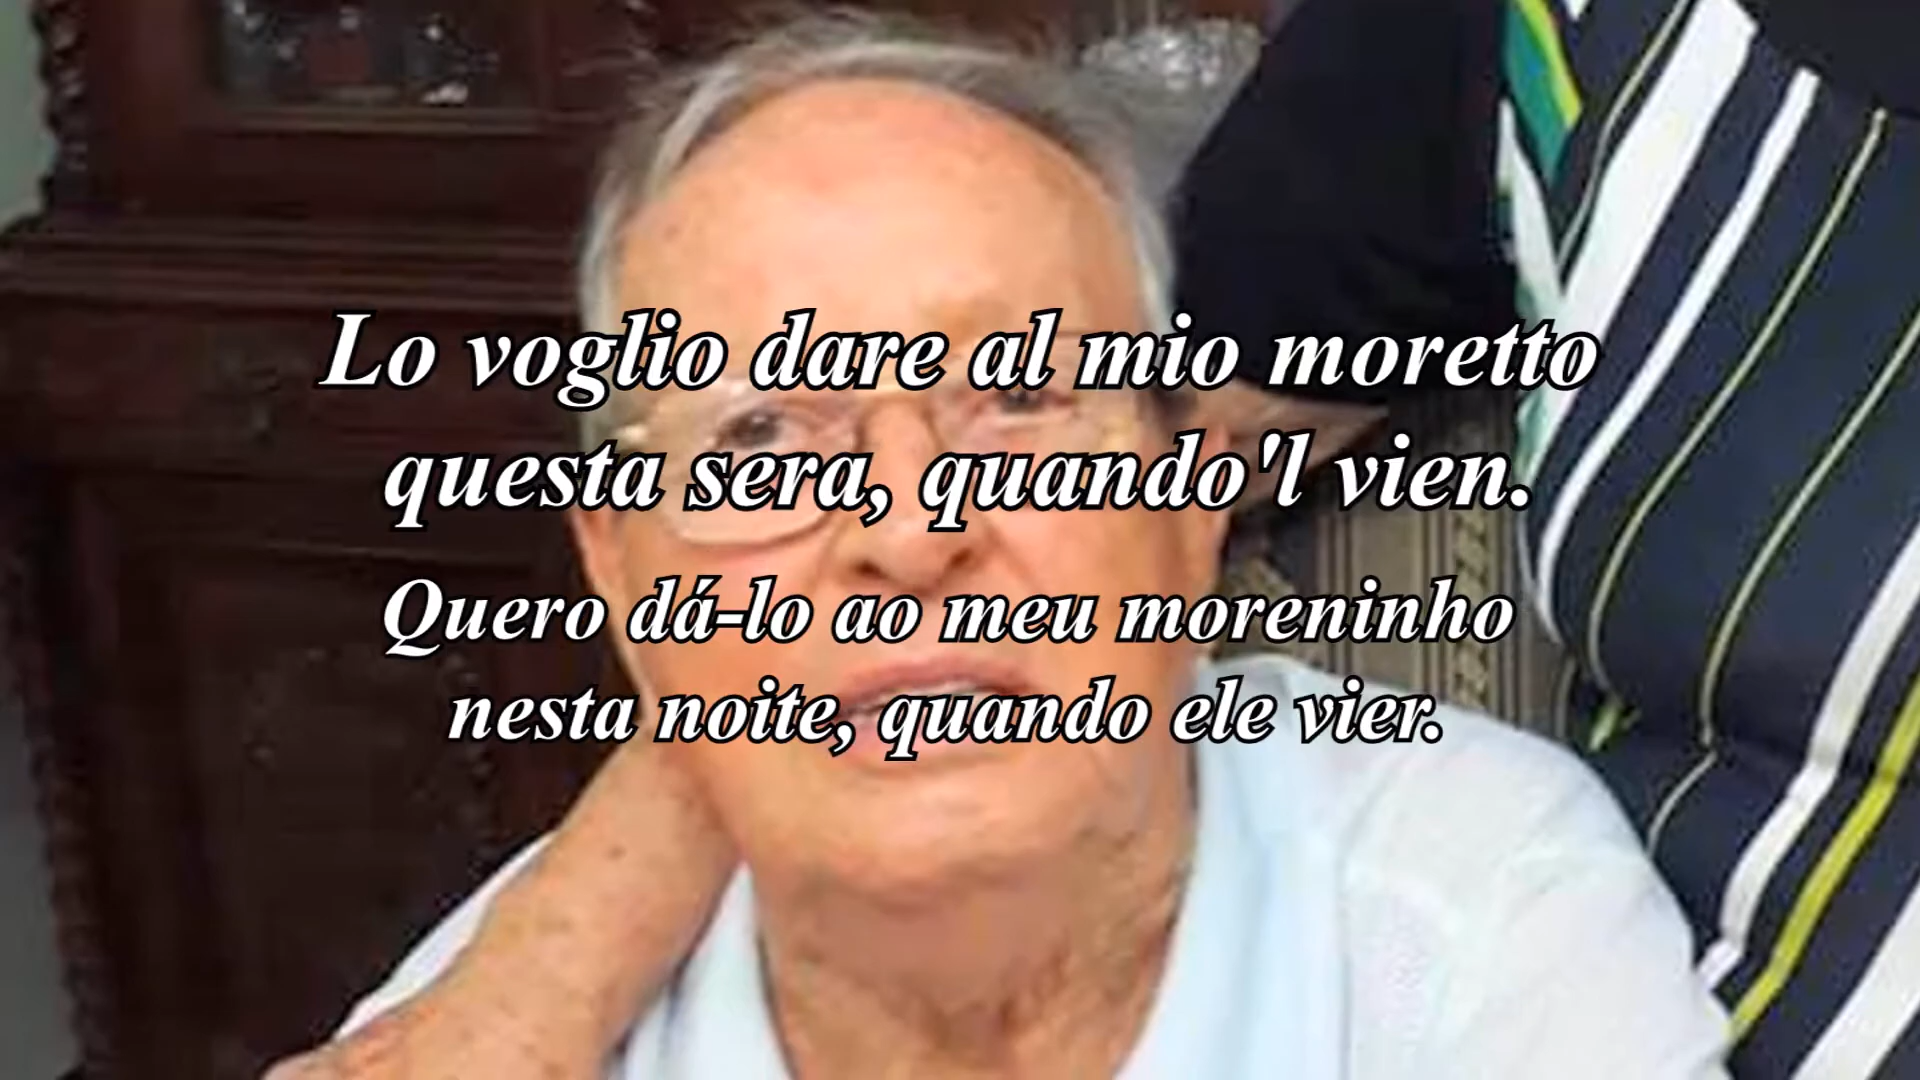 Lo voglio dare al mio moretto
questa sera, quando'l vien.
Quero dá-lo ao meu moreninho
nesta noite, quando ele vier.